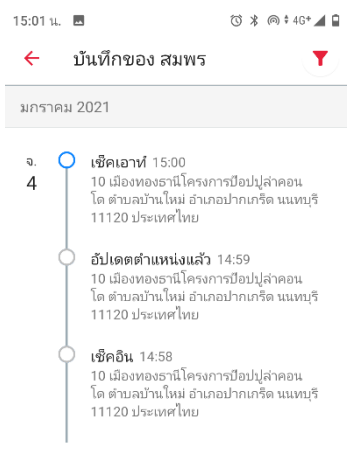 15:01 น. 4G+
บันทึกของ สมพร
มกราคม 2021
จ.
4
เช็คเอาท์ 15:00
10 เมืองทองธานีโครงการป๊อปปูล่าคอน
โด ตำบลบ้านใหม่ อำเภอปากเกร็ด นนทบุรี
11120 ประเทศไทย
อัปเดตตำแหน่งแล้ว 14:59
10 เมืองทองธานีโครงการป๊อปปูล่าคอน
โด ตำบลบ้านใหม่ อำเภอปากเกร็ด นนทบุรี
11120 ประเทศไทย
เช็คอิน 14:58
10 เมืองทองธานีโครงการป๊อปปูล่าคอน
โด ตำบลบ้านใหม่ อำเภอปากเกร็ด นนทบุรี
11120 ประเทศไทย